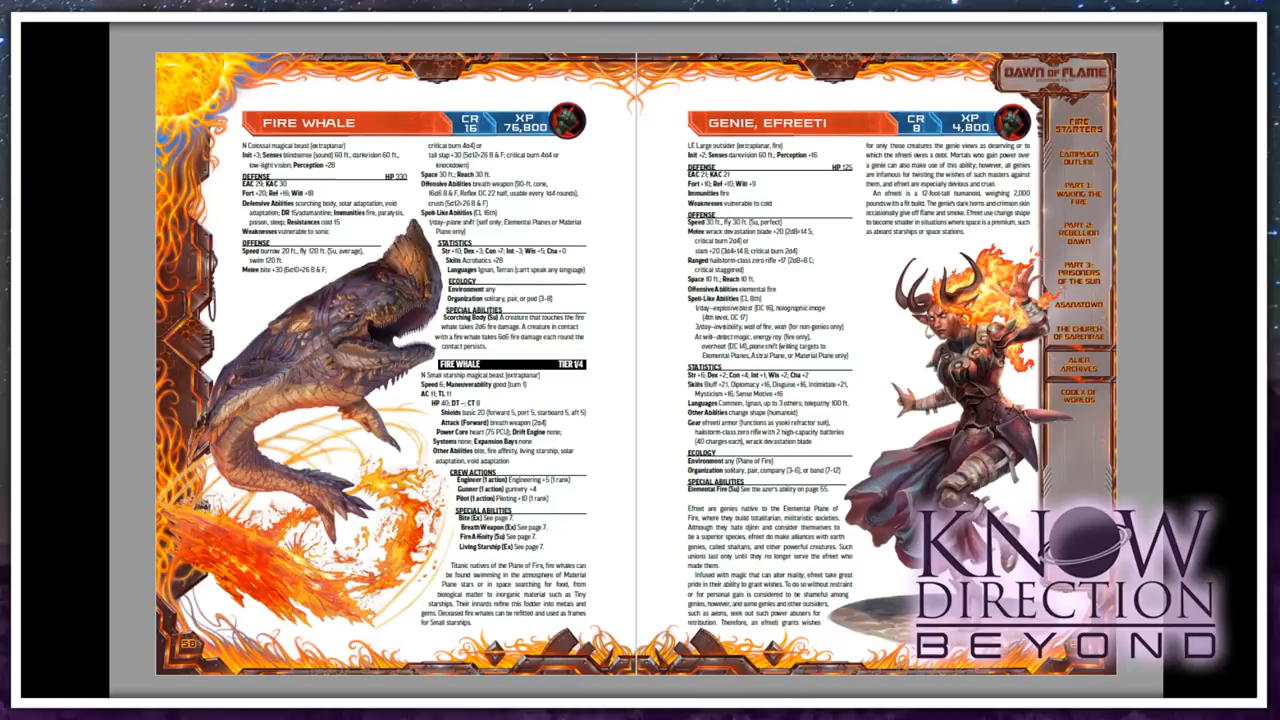 FIRE WHALE
CR 16
XP 76,800
N Colossal magical beast (extraplanar)
Init +3; Senses blindsense (sound) 60 ft., darkvision 60 ft.,
low-light vision; Perception +28
DEFENSE HP 330
EAC 29; KAC 30
Fort +20; Ref +16; Will +18
Defensive Abilities scorching body, solar adaptation, void
adaptation; DR 15/adamantine; Immunities fire, paralysis,
poison, sleep; Resistances cold 15
Weaknesses vulnerable to sonic
OFFENSE
Speed burrow 20 ft., fly 120 ft. (Su, average),
swim 120 ft.
Melee bite +30 (6d10+26 B & F;
critical burn 4d4) or
tail slap +30 (5d12+26 B & F; critical burn 4d4 or
knockdown)
Space 30 ft.; Reach 30 ft.
Offensive Abilities breath weapon (90-ft. cone,
16d6 B & F, Reflex DC 22 half, usable every 1d4 rounds),
crush (5d12+26 B & F)
Spell-Like Abilities (CL 16th)
1/day—plane shift (self only; Elemental Planes or Material
Plane only)
STATISTICS
Str +10; Dex +3; Con +7; Int -3; Wis +5; Cha +0
Skills Acrobatics +28
Languages Ignan, Terran (can't speak any language)
ECOLOGY
Environment any
Organization solitary, pair, or pod (3–8)
SPECIAL ABILITIES
Scorching Body (Su) A creature that touches the fire
whale takes 2d6 fire damage. A creature in contact
with a fire whale takes 6d6 fire damage each round the
contact persists.
FIRE WHALE TIER 1/4
N Small starship magical beast (extraplanar)
Speed 6; Maneuverability good (turn 1)
AC 11; TL 11
HP 40; DT –; CT 8
Shields basic 20 (forward 5, port 5, starboard 5, aft 5)
Attack (Forward) breath weapon (2d4)
Power Core heart (75 PCU); Drift Engine none;
Systems none; Expansion Bays none
Other Abilities bite, fire affinity, living starship, solar
adaptation, void adaptation
CREW ACTIONS
Engineer (1 action) Engineering +5 (1 rank)
Gunner (1 action) gunnery +4
Pilot (1 action) Piloting +10 (1 rank)
SPECIAL ABILITIES
Bite (Ex) See page 7.
Breath Weapon (Ex) See page 7.
Fire Affinity (Su) See page 7.
Living Starship (Ex) See page 7.
Titanic natives of the Plane of Fire, fire whales can
be found swimming in the atmosphere of Material
Plane stars or in space searching for food, from
biological matter to inorganic material such as Tiny
starships. Their innards refine this fodder into metals and
gems. Deceased fire whales can be refitted and used as frames
for Small starships.
58
GENIE, EFREETI
CR 8
XP 4,800
LE Large outsider (extraplanar, fire)
Init +2; Senses darkvision 60 ft.; Perception +16
DEFENSE HP 125
EAC 21; KAC 21
Fort +10; Ref +10; Will +9
Immunities fire
Weaknesses vulnerable to cold
OFFENSE
Speed 30 ft., fly 30 ft. (Su, perfect)
Melee wrack devastation blade +20 (2d8+14 S;
critical burn 2d4) or
slam +20 (3d4+14 B; critical burn 2d4)
Ranged hailstorm-class zero rifle +17 (2d8+8 C;
critical staggered)
Space 10 ft.; Reach 10 ft.
Offensive Abilities elemental fire
Spell-Like Abilities (CL 8th)
1/day—explosive blast (DC 16), holographic image
(4th level, DC 17)
3/day—invisibility, wall of fire, wish (for non-genies only)
At will—detect magic, energy ray (fire only),
overheat (DC 14), plane shift (willing targets to
Elemental Planes, Astral Plane, or Material Plane only)
STATISTICS
Str +6; Dex +2; Con +4; Int +1; Wis +2; Cha +2
Skills Bluff +21, Diplomacy +16, Disguise +16, Intimidate +21,
Mysticism +16, Sense Motive +16
Languages Common, Ignan, up to 3 others; telepathy 100 ft.
Other Abilities change shape (humanoid)
Gear efreeti armor (functions as ysoki refractor suit),
hailstorm-class zero rifle with 2 high-capacity batteries
(40 charges each), wrack devastation blade
ECOLOGY
Environment any (Plane of Fire)
Organization solitary, pair, company (3–6), or band (7–12)
SPECIAL ABILITIES
Elemental Fire (Su) See the azer's ability on page 55.
Efreet are genies native to the Elemental Plane of
Fire, where they build totalitarian, militaristic societies.
Although they hate djinn and consider themselves to
be a superior species, efreet do make alliances with earth
genies, called shaitans, and other powerful creatures. Such
unions last only until they no longer serve the efreet who
made them.
Infused with magic that can alter reality, efreet take great
pride in their ability to grant wishes. To do so without restraint
or for personal gain is considered to be shameful among
genies, however, and some genies and other outsiders,
such as aeons, seek out such power abusers for
retribution. Therefore, an efreeti grants wishes
for only those creatures the genie views as deserving or to
which the efreeti owes a debt. Mortals who gain power over
a genie can also make use of this ability; however, all genies
are infamous for twisting the wishes of such masters against
them, and efreet are especially devious and cruel.
An efreeti is a 12-foot-tall humanoid, weighing 2,000
pounds with a fit build. The genie's dark horns and crimson skin
occasionally give off flame and smoke. Efreet use change shape
to become smaller in situations where space is a premium, such
as aboard starships or space stations.
DAWN OF FLAME
FIRE
STARTERS
CAMPAIGN
OUTLINE
PART 1:
WAKING THE
FIRE
PART 2:
REBELLION
DAWN
PART 3:
PRISONERS
OF THE SUN
ASANATOWN
THE CHURCH
OF SARENRAE
ALIEN
ARCHIVES
CODEX OF
WORLDS
KNOW
DIRECTION
BEYOND